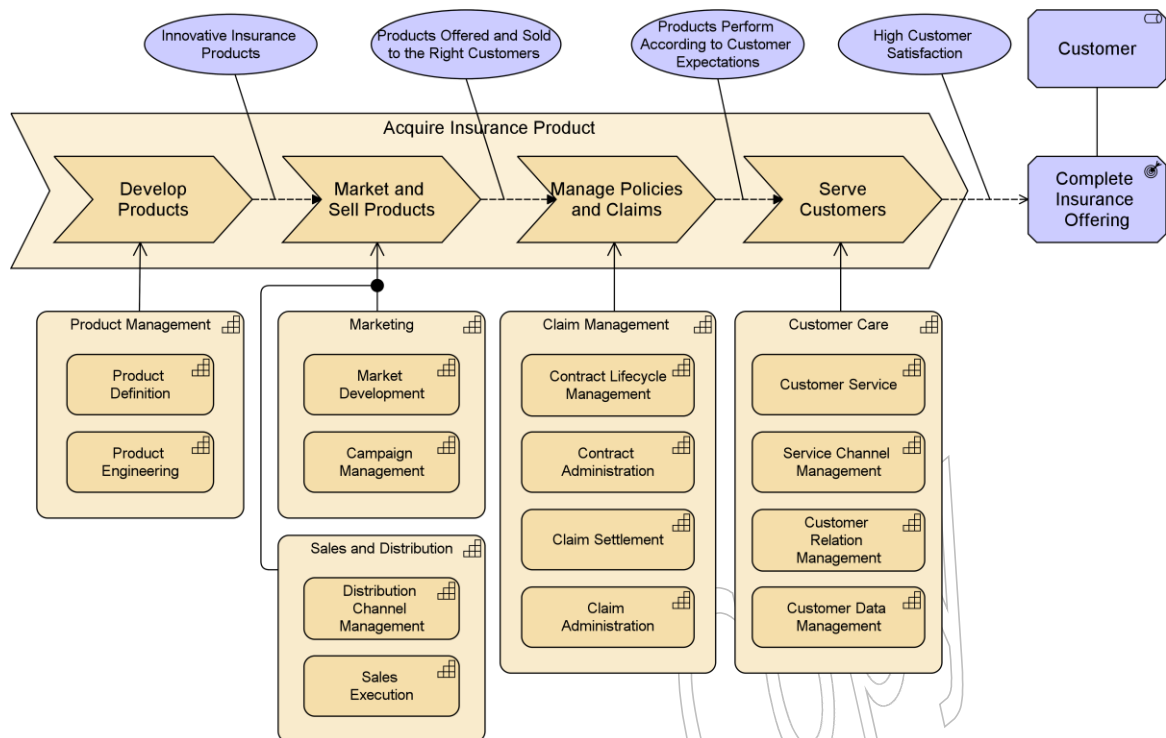 Innovative Insurance
Products
Products Offered and Sold
to the Right Customers
Products Perform
According to Customer
Expectations
High Customer
Satisfaction
Customer
Acquire Insurance Product
Develop
Products
Market and
Sell Products
Manage Policies
and Claims
Serve
Customers
Complete
Insurance
Offering
Product Management
Product
Definition
Product
Engineering
Marketing
Market
Development
Campaign
Management
Sales and Distribution
Distribution
Channel
Management
Sales
Execution
Claim Management
Contract Lifecycle
Management
Contract
Administration
Claim Settlement
Claim
Administration
Customer Care
Customer Service
Service Channel
Management
Customer
Relation
Management
Customer Data
Management